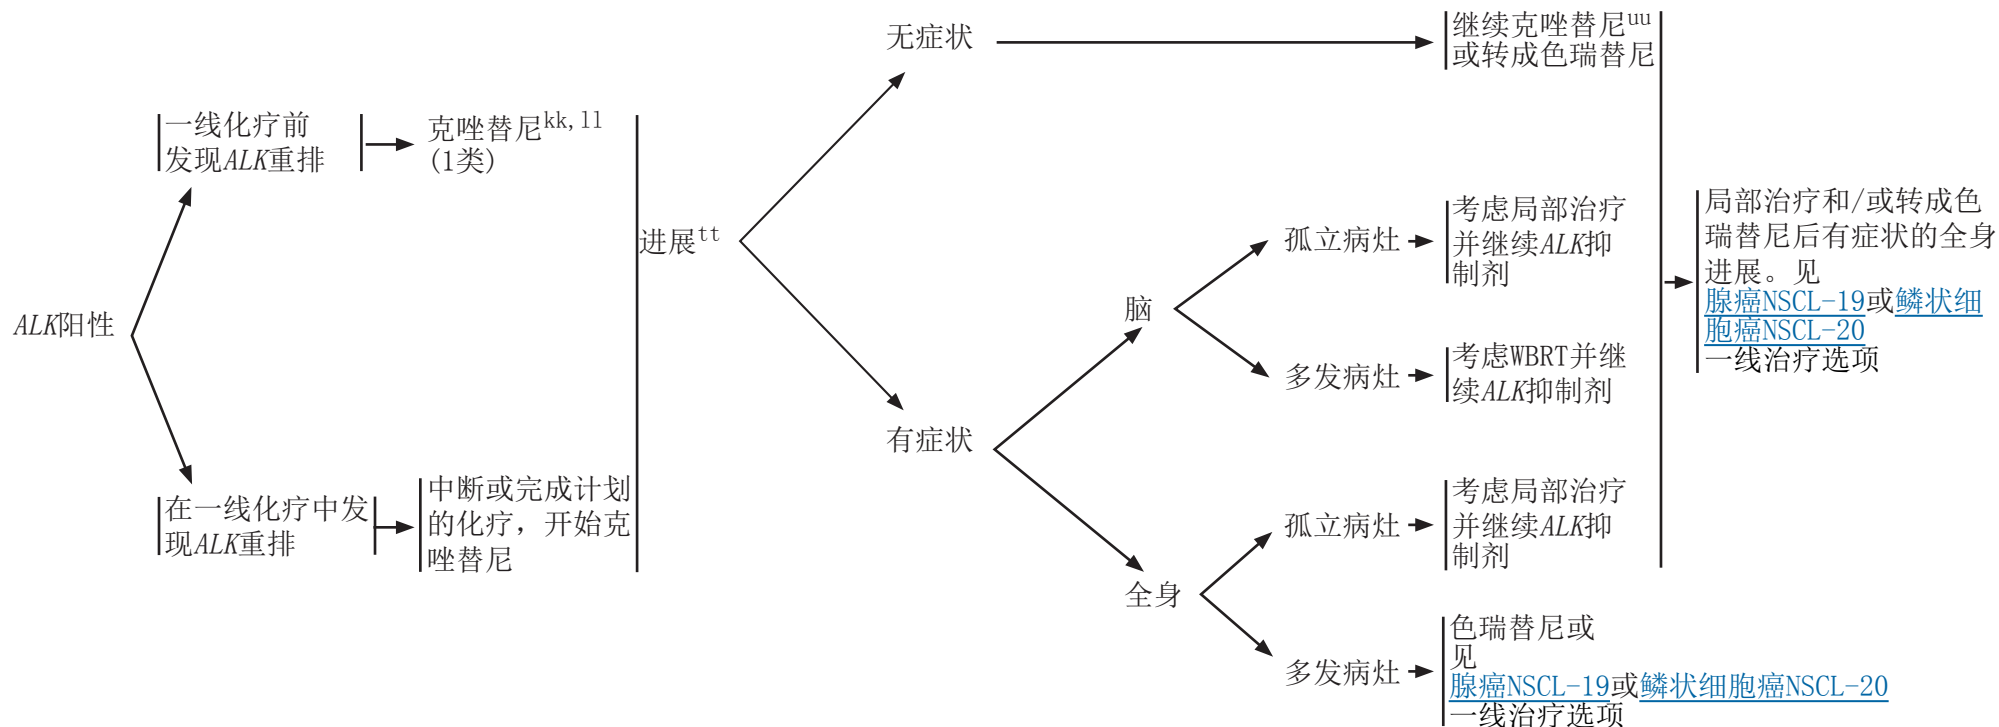 ALK阳性
一线化疗前
发现ALK重排
克唑替尼kk,ll
(1类)
在一线化疗中发
现ALK重排
中断或完成计划
的化疗，开始克
唑替尼
进展tt
无症状
继续克唑替尼uu
或转成色瑞替尼
有症状
脑
孤立病灶
考虑局部治疗
并继续ALK抑
制剂
多发病灶
考虑WBRT并继
续ALK抑制剂
全身
孤立病灶
考虑局部治疗
并继续ALK抑
制剂
多发病灶
色瑞替尼或
见
腺癌NSCL-19或鳞状细胞癌NSCL-20
一线治疗选项
局部治疗和/或转成色
瑞替尼后有症状的全身
进展。见
腺癌NSCL-19或鳞状细
胞癌NSCL-20
一线治疗选项